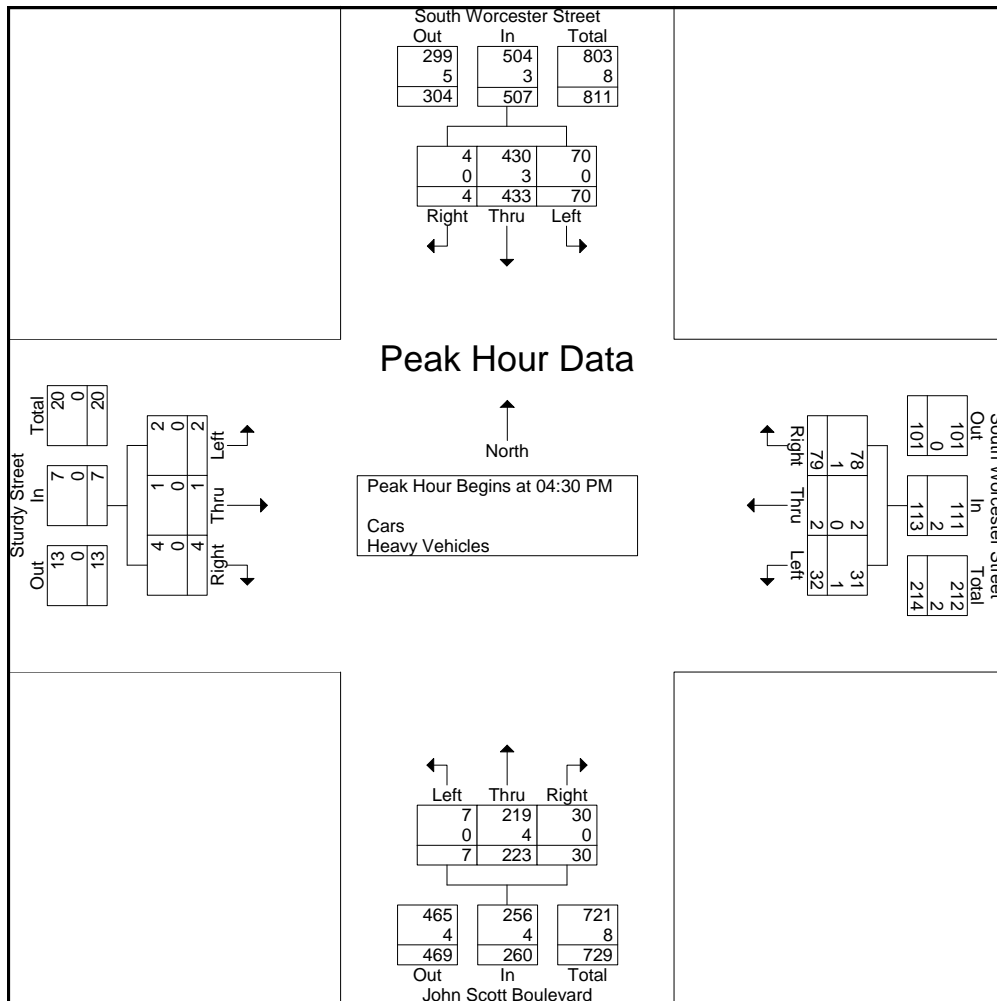 South Worcester Street
Out In Total
299 504 803
5 3 8
304 507 811
4 430 70
0 3 0
4 433 70
Right Thru Left
Peak Hour Data
North
Peak Hour Begins at 04:30 PM
Cars
Heavy Vehicles
Sturdy Street
Out In Total
13 7 20
0 0 0
13 7 20
Right Thru Left
4 1 2
0 0 0
4 1 2
South Worcester Street
Out In Total
101 111 212
0 2 2
101 113 214
Right Thru Left
78 2 31
1 0 1
79 2 32
Left Thru Right
7 219 30
0 4 0
7 223 30
465 256 721
4 4 8
469 260 729
Out In Total
John Scott Boulevard